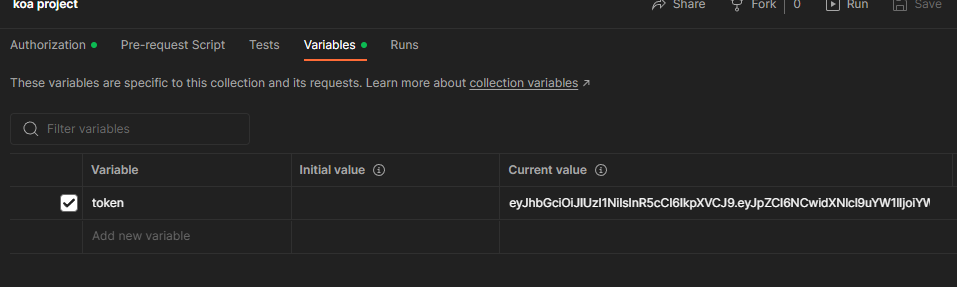 koa project Share Fork 0 Run Save
Authorization Pre-request Script Tests Variables Runs
These variables are specific to this collection and its requests. Learn more about collection variables ↗
Filter variables
Variable Initial value Current value
token eyJhbGciOiJIUzI1NiIsInR5cCI6IkpXVCJ9.eyJpZCI6NCwidXNlcl9uYW1lIjoiYW
Add new variable